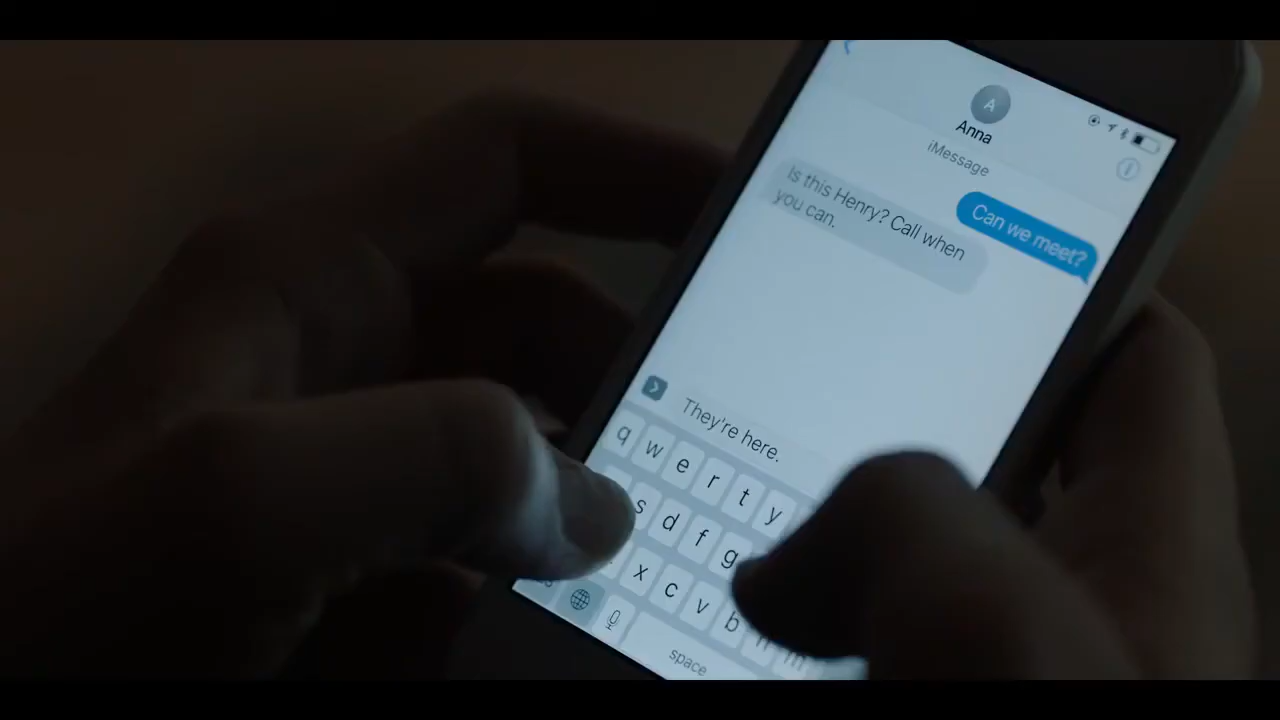 A
Anna
iMessage
Can we meet?
Is this Henry? Call when
you can.
They're here.
q w e r t y
s d f g
x c v b n m
space